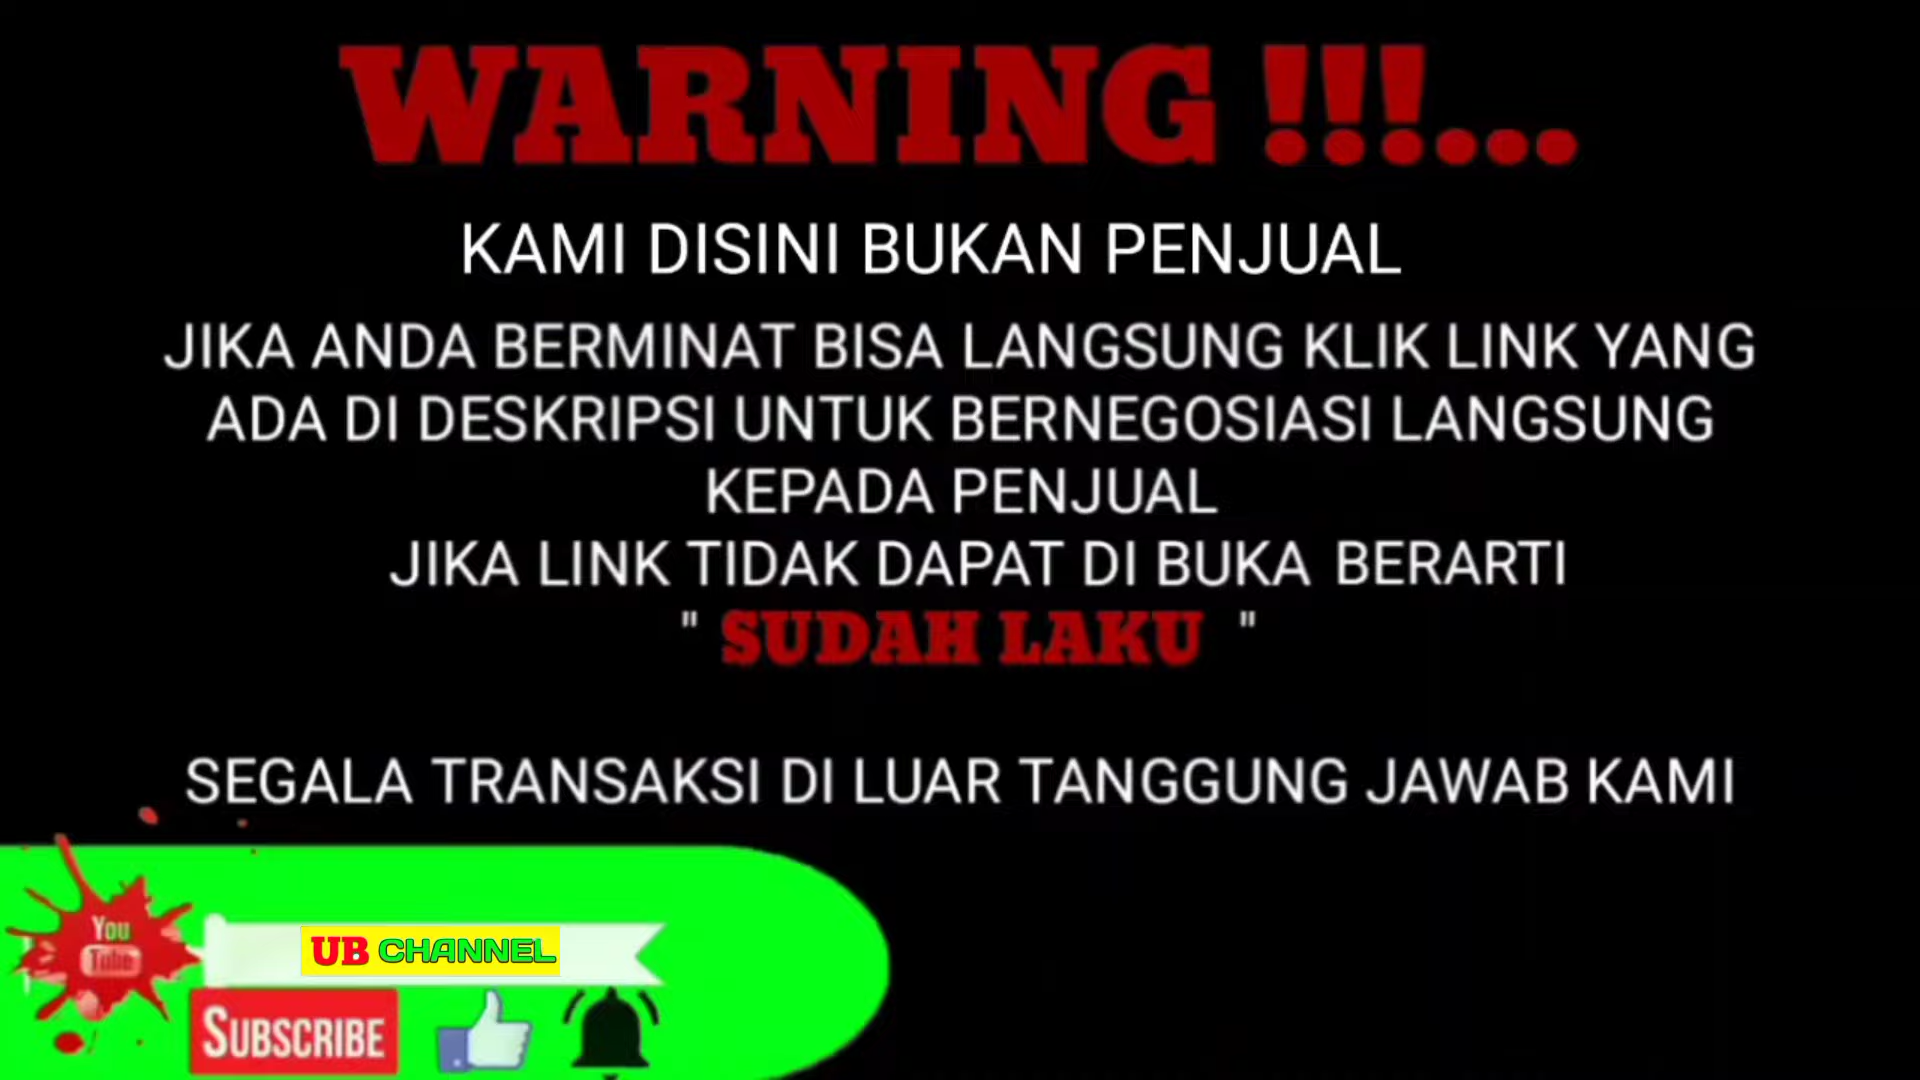 WARNING !!!...
KAMI DISINI BUKAN PENJUAL
JIKA ANDA BERMINAT BISA LANGSUNG KLIK LINK YANG
ADA DI DESKRIPSI UNTUK BERNEGOSIASI LANGSUNG
KEPADA PENJUAL
JIKA LINK TIDAK DAPAT DI BUKA BERARTI
" SUDAH LAKU "
SEGALA TRANSAKSI DI LUAR TANGGUNG JAWAB KAMI
You
Tube
UB CHANNEL
SUBSCRIBE